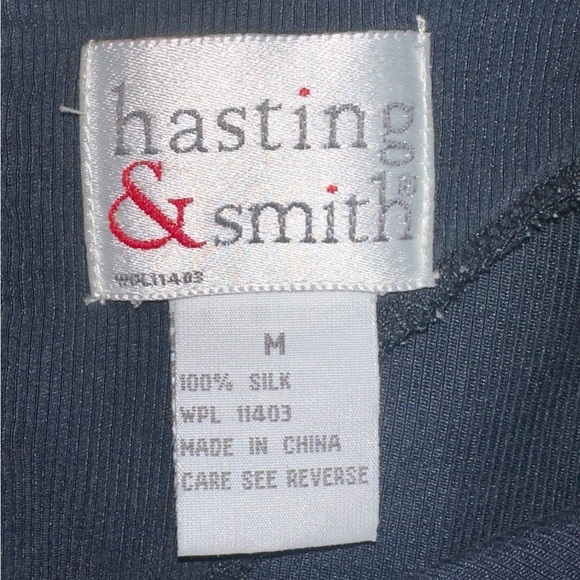 hasting
& smith®
WPL11403
M
100% SILK
WPL 11403
MADE IN CHINA
CARE SEE REVERSE